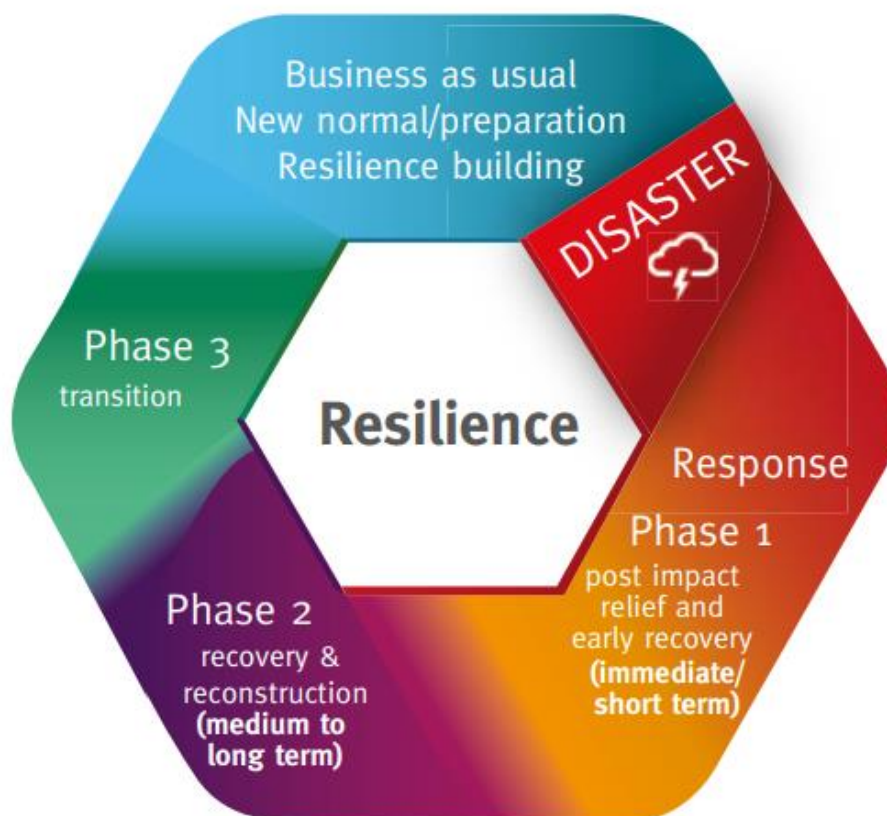 Business as usual
New normal/preparation
Resilience building
DISASTER
Resilience
Response
Phase 1
post impact
relief and
early recovery
(immediate/
short term)
Phase 2
recovery &
reconstruction
(medium to
long term)
Phase 3
transition